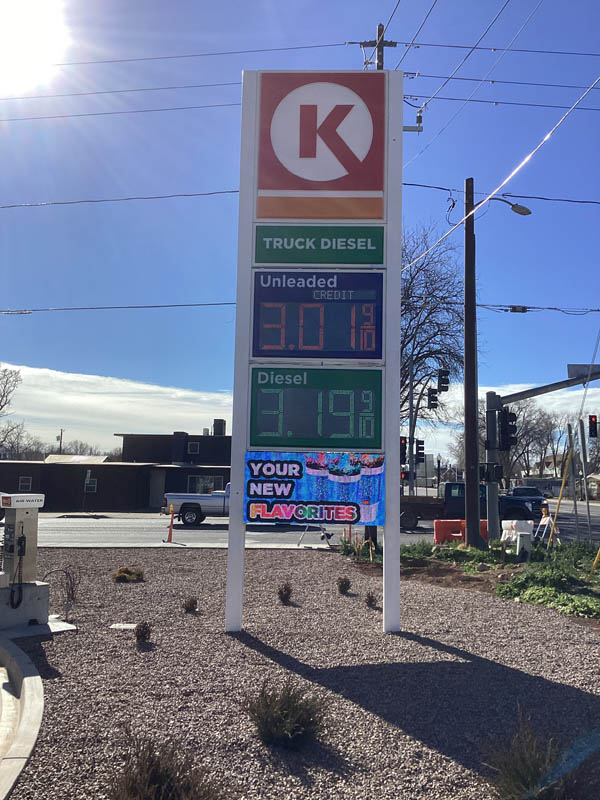 K
TRUCK DIESEL
Unleaded
CREDIT
3.01 9/10
Diesel
3.19 9/10
YOUR
NEW
FLAVORITES
AIR WATER